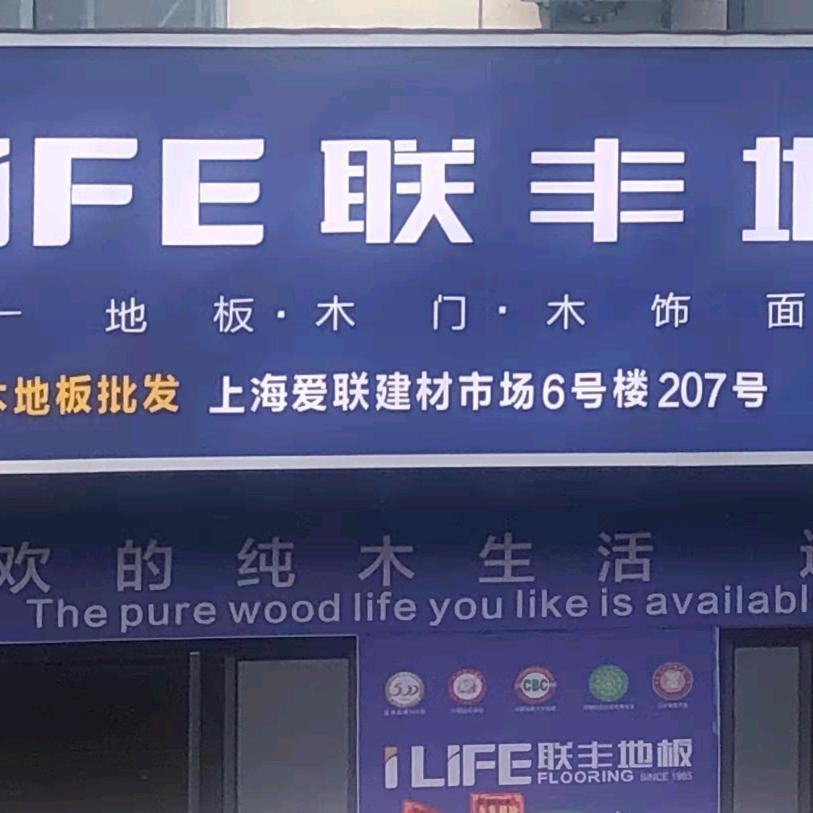 iFE 联丰地
一 地板·木门·木饰面
木地板批发 上海爱联建材市场6号楼207号
欢的纯木生活
The pure wood life you like is availabl
500 CBC
iLiFE联丰地板
FLOORING SINCE 1985